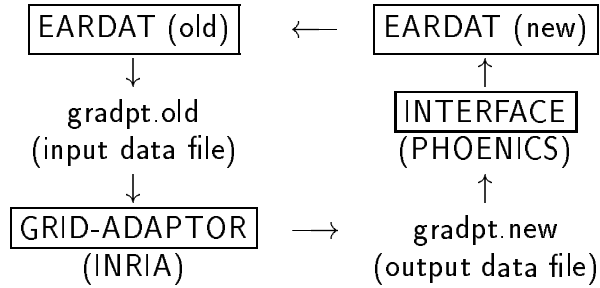 EARDAT (old) ← EARDAT (new)
↓ ↑
gradpt.old INTERFACE
(input data file) (PHOENICS)
↓ ↑
GRID-ADAPTOR → gradpt.new
(INRIA) (output data file)